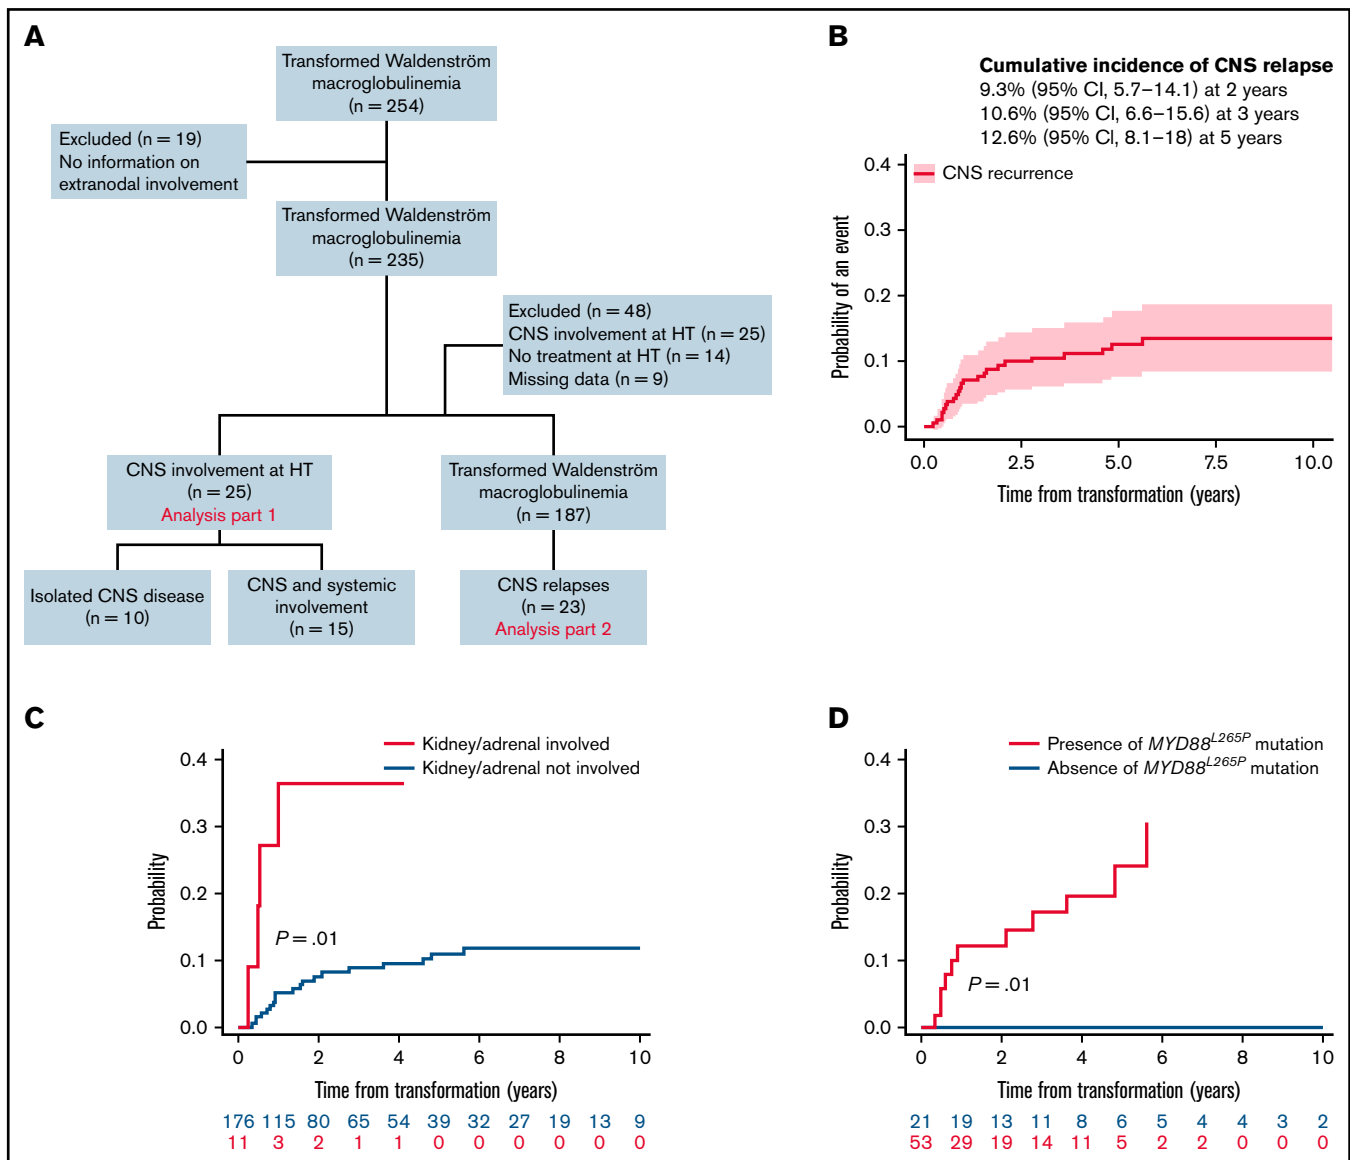 A
Transformed Waldenström
macroglobulinemia
(n = 254)
Excluded (n = 19)
No information on
extranodal involvement
Transformed Waldenström
macroglobulinemia
(n = 235)
Excluded (n = 48)
CNS involvement at HT (n = 25)
No treatment at HT (n = 14)
Missing data (n = 9)
CNS involvement at HT
(n = 25)
Analysis part 1
Transformed Waldenström
macroglobulinemia
(n = 187)
Isolated CNS disease
(n = 10)
CNS and systemic
involvement
(n = 15)
CNS relapses
(n = 23)
Analysis part 2
B
Cumulative incidence of CNS relapse
9.3% (95% CI, 5.7–14.1) at 2 years
10.6% (95% CI, 6.6–15.6) at 3 years
12.6% (95% CI, 8.1–18) at 5 years
CNS recurrence
Probability of an event
0.4
0.3
0.2
0.1
0.0
0.0 2.5 5.0 7.5 10.0
Time from transformation (years)
C
Kidney/adrenal involved
Kidney/adrenal not involved
Probability
0.4
0.3
0.2
0.1
0.0
P = .01
0 2 4 6 8 10
Time from transformation (years)
176 115 80 65 54 39 32 27 19 13 9
11 3 2 1 1 0 0 0 0 0 0
D
Presence of MYD88^L265P mutation
Absence of MYD88^L265P mutation
Probability
0.4
0.3
0.2
0.1
0.0
P = .01
0 2 4 6 8 10
Time from transformation (years)
21 19 13 11 8 6 5 4 4 3 2
53 29 19 14 11 5 2 2 0 0 0